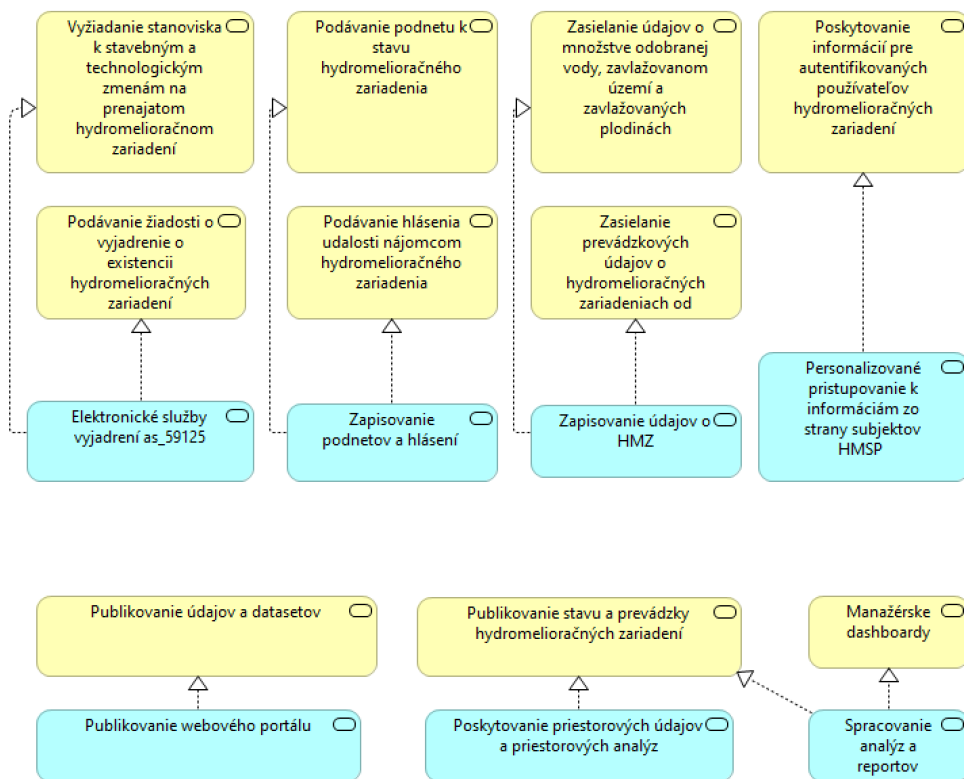 Vyžiadanie stanoviska
k stavebným a
technologickým
zmenám na
prenajatom
hydromelioračnom
zariadení
Podávanie podnetu k
stavu
hydromelioračného
zariadenia
Zasielanie údajov o
množstve odobranej
vody, zavlažovanom
území a
zavlažovaných
plodinách
Poskytovanie
informácií pre
autentifikovaných
používateľov
hydromelioračných
zariadení
Podávanie žiadosti o
vyjadrenie o
existencii
hydromelioračných
zariadení
Podávanie hlásenia
udalosti nájomcom
hydromelioračného
zariadenia
Zasielanie
prevádzkových
údajov o
hydromelioračných
zariadeniach od
Elektronické služby
vyjadrení as_59125
Zapisovanie
podnetov a hlásení
Zapisovanie údajov o
HMZ
Personalizované
pristupovanie k
informáciám zo
strany subjektov
HMSP
Publikovanie údajov a datasetov
Publikovanie stavu a prevádzky
hydromelioračných zariadení
Manažérske
dashboardy
Publikovanie webového portálu
Poskytovanie priestorových údajov
a priestorových analýz
Spracovanie
analýz a
reportov